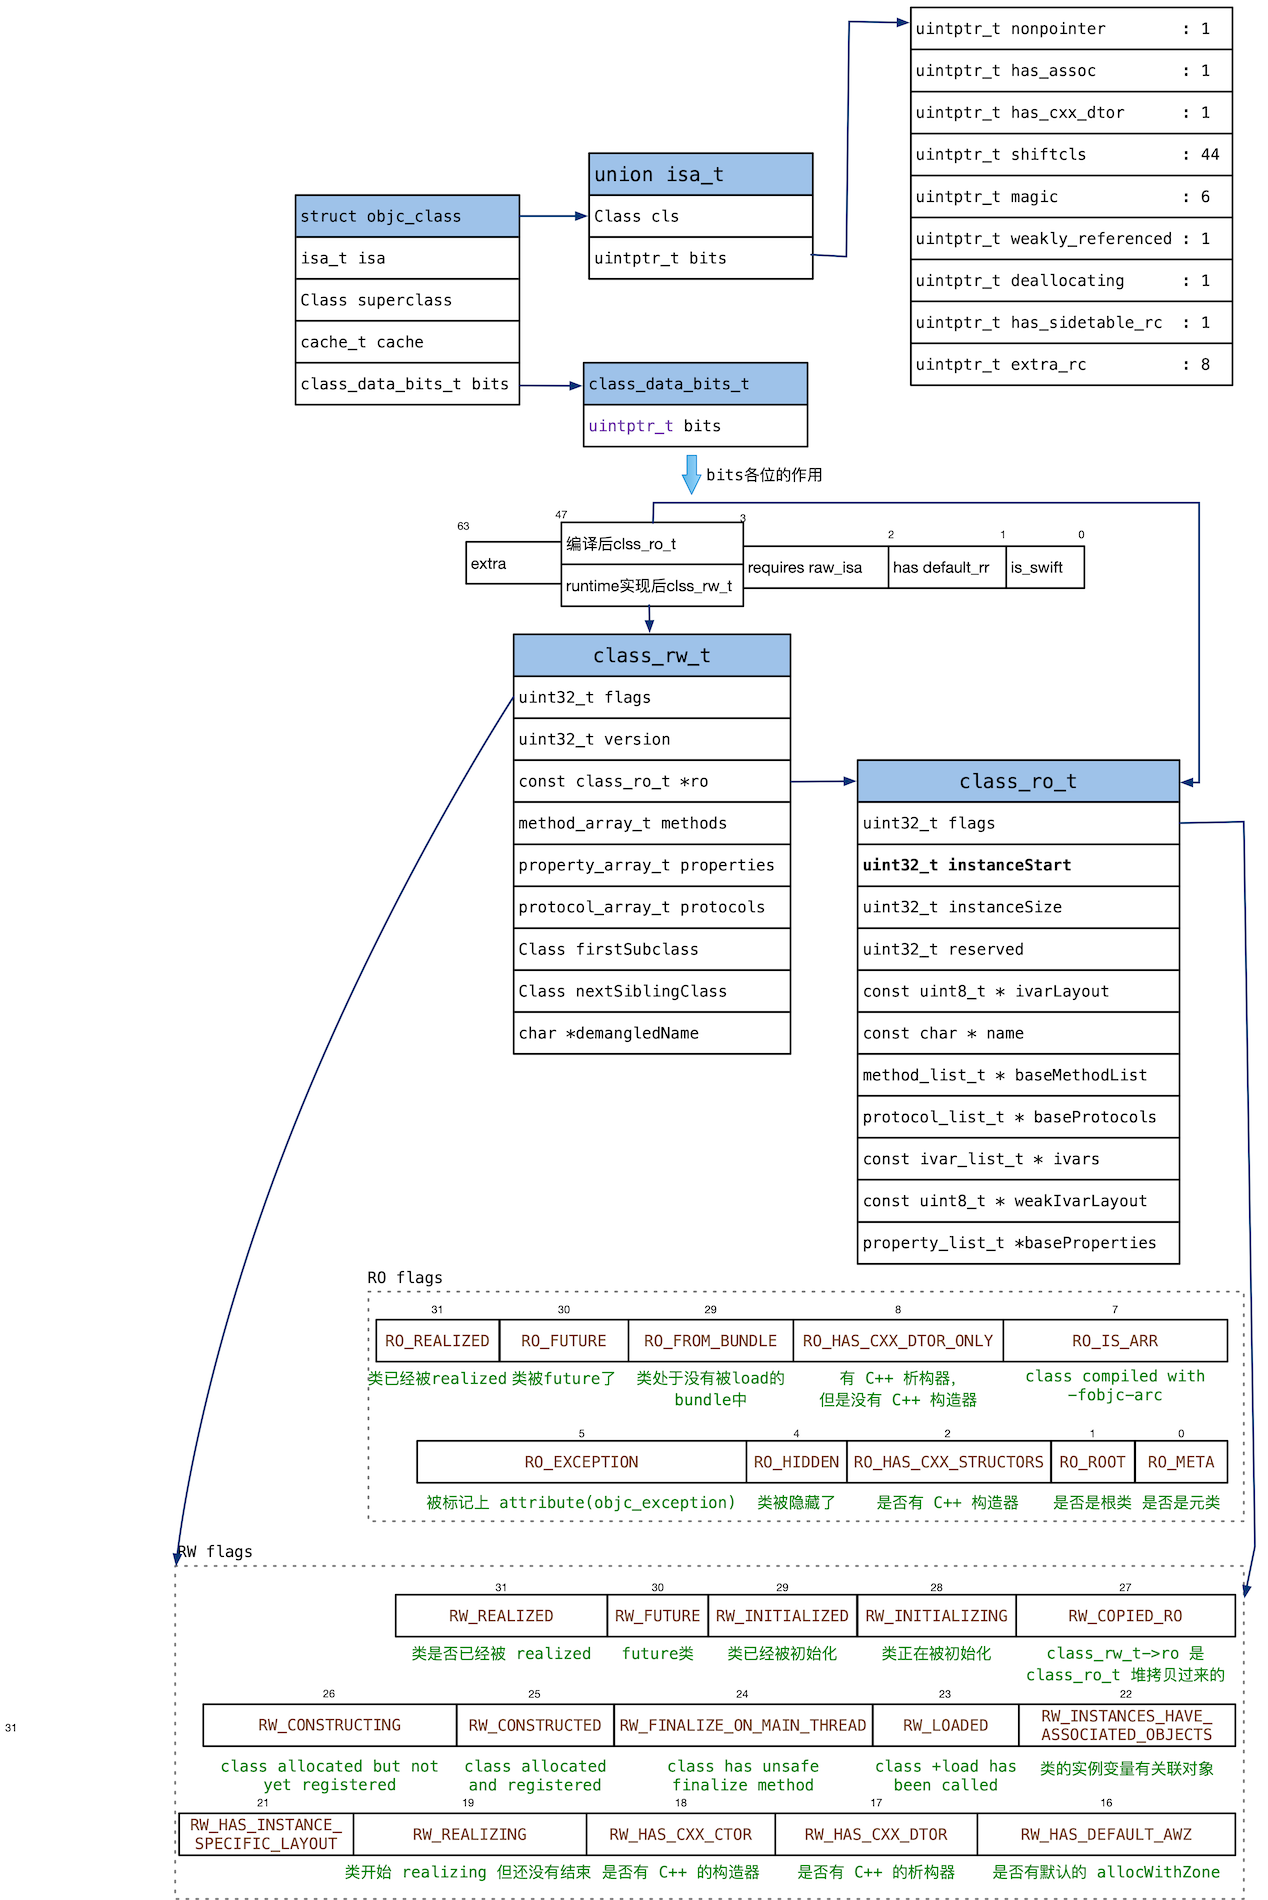 uintptr_t nonpointer : 1
uintptr_t has_assoc : 1
uintptr_t has_cxx_dtor : 1
uintptr_t shiftcls : 44
uintptr_t magic : 6
uintptr_t weakly_referenced : 1
uintptr_t deallocating : 1
uintptr_t has_sidetable_rc : 1
uintptr_t extra_rc : 8
union isa_t
Class cls
uintptr_t bits
struct objc_class
isa_t isa
Class superclass
cache_t cache
class_data_bits_t bits
class_data_bits_t
uintptr_t bits
bits各位的作用
63 47 3 2 1 0
extra
编译后clss_ro_t
runtime实现后clss_rw_t
requires raw_isa
has default_rr
is_swift
class_rw_t
uint32_t flags
uint32_t version
const class_ro_t *ro
method_array_t methods
property_array_t properties
protocol_array_t protocols
Class firstSubclass
Class nextSiblingClass
char *demangledName
class_ro_t
uint32_t flags
uint32_t instanceStart
uint32_t instanceSize
uint32_t reserved
const uint8_t * ivarLayout
const char * name
method_list_t * baseMethodList
protocol_list_t * baseProtocols
const ivar_list_t * ivars
const uint8_t * weakIvarLayout
property_list_t *baseProperties
RO flags
31 30 29 8 7
RO_REALIZED RO_FUTURE RO_FROM_BUNDLE RO_HAS_CXX_DTOR_ONLY RO_IS_ARR
类已经被realized
类被future了
类处于没有被load的
bundle中
有 C++ 析构器,
但是没有 C++ 构造器
class compiled with
-fobjc-arc
5 4 2 1 0
RO_EXCEPTION RO_HIDDEN RO_HAS_CXX_STRUCTORS RO_ROOT RO_META
被标记上 attribute(objc_exception) 类被隐藏了 是否有 C++ 构造器 是否是根类 是否是元类
RW flags
31 30 29 28 27
RW_REALIZED RW_FUTURE RW_INITIALIZED RW_INITIALIZING RW_COPIED_RO
类是否已经被 realized
future类
类已经被初始化
类正在被初始化
class_rw_t->ro 是
class_ro_t 堆拷贝过来的
26 25 24 23 22
RW_CONSTRUCTING RW_CONSTRUCTED RW_FINALIZE_ON_MAIN_THREAD RW_LOADED
RW_INSTANCES_HAVE_
ASSOCIATED_OBJECTS
31
class allocated but not
yet registered
class allocated
and registered
class has unsafe
finalize method
class +load has
been called
类的实例变量有关联对象
21 19 18 17 16
RW_HAS_INSTANCE_
SPECIFIC_LAYOUT
RW_REALIZING RW_HAS_CXX_CTOR RW_HAS_CXX_DTOR RW_HAS_DEFAULT_AWZ
类开始 realizing 但还没有结束 是否有 C++ 的构造器 是否有 C++ 的析构器 是否有默认的 allocWithZone